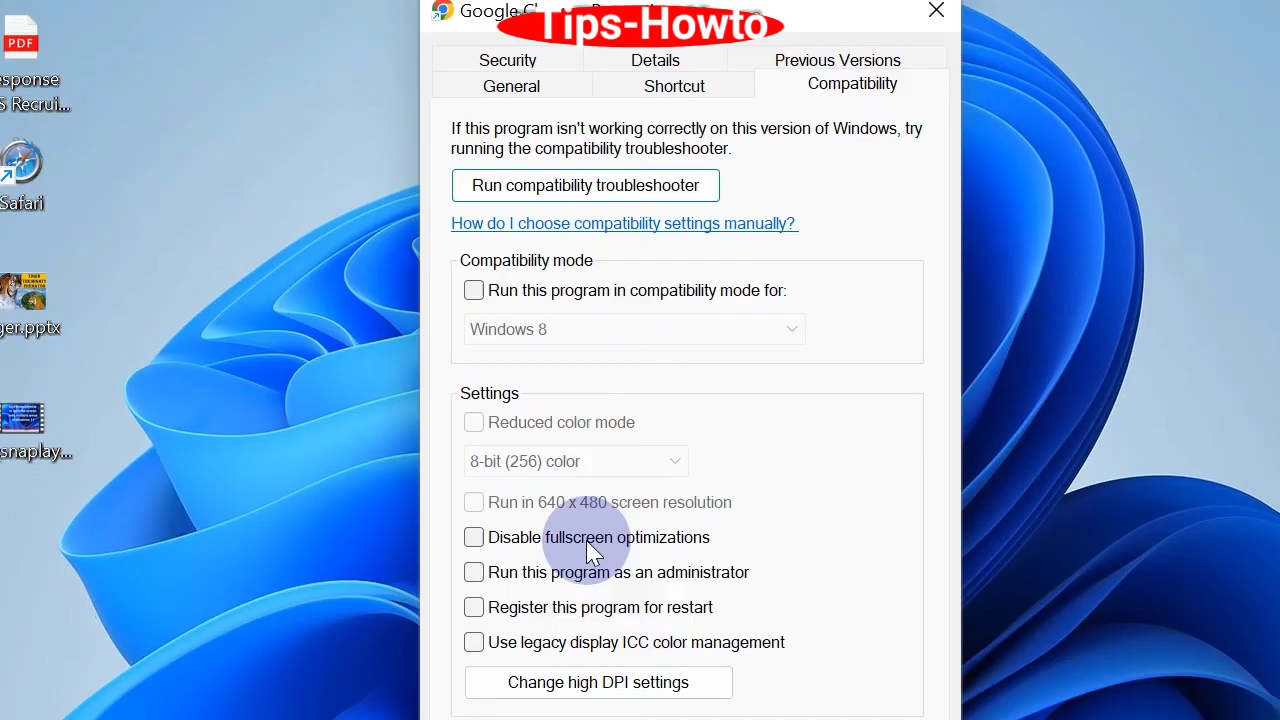 Google
Tips-Howto
PDF
Security
Details
Previous Versions
General
Shortcut
Compatibility
esponse
S Recrui...
If this program isn't working correctly on this version of Windows, try
running the compatibility troubleshooter.
Run compatibility troubleshooter
Safari
How do I choose compatibility settings manually?
Compatibility mode
Run this program in compatibility mode for:
ger.pptx
Windows 8
Settings
Reduced color mode
snaplay...
8-bit (256) color
Run in 640 x 480 screen resolution
Disable fullscreen optimizations
Run this program as an administrator
Register this program for restart
Use legacy display ICC color management
Change high DPI settings